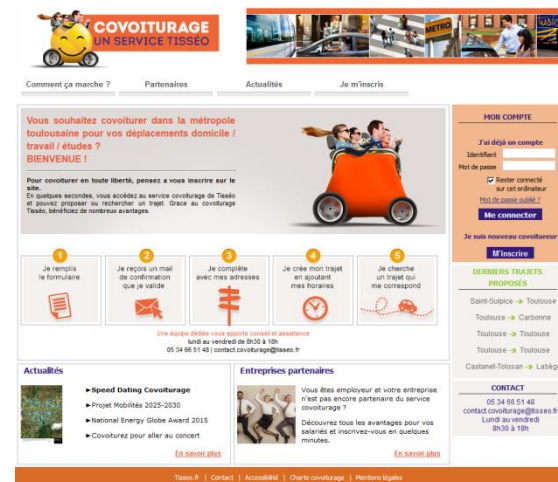 COVOITURAGE
UN SERVICE TISSÉO
METRO
Comment ça marche ?
Partenaires
Actualités
Je m'inscris
Vous souhaitez covoiturer dans la métropole
toulousaine pour vos déplacements domicile /
travail / études ?
BIENVENUE !
Pour covoiturer en toute liberté, pensez a vous inscrire sur le
site.
En quelques secondes, vous accédez au service covoiturage de Tisséo
et pouvez proposer ou rechercher un trajet. Grace au covoiturage
Tisséo, bénéficiez de nombreux avantages.
1
Je remplis
le formulaire
2
Je reçois un mail
de confirmation
que je valide
3
Je complète
avec mes adresses
4
Je crée mon trajet
en ajoutant
mes horaires
5
Je cherche
un trajet qui
me correspond
Une équipe dédiée vous apporte conseil et assistance
lundi au vendredi de 8h30 à 18h
05 34 66 51 48 | contact.covoiturage@tisseo.fr
Actualités
►Speed Dating Covoiturage
►Projet Mobilités 2025-2030
►National Energy Globe Award 2015
►Covoiturez pour aller au concert
En savoir plus
Entreprises partenaires
Vous êtes employeur et votre entreprise
n'est pas encore partenaire du service
covoiturage ?
Découvrez tous les avantages pour vos
salariés et inscrivez-vous en quelques
minutes.
En savoir plus
MON COMPTE
J'ai déjà un compte
Identifiant
Mot de passe
Rester connecté
sur cet ordinateur
Mot de passe oublié ?
Me connecter
Je suis nouveau covoitureur
M'inscrire
DERNIERS TRAJETS
PROPOSÉS
Saint-Sulpice -> Toulouse
Toulouse -> Carbonne
Toulouse -> Toulouse
Toulouse -> Toulouse
Castanet-Tolosan -> Labège
CONTACT
05 34 66 51 48
contact.covoiturage@tisseo.fr
Lundi au vendredi
8h30 à 18h
Tisseo.fr | Contact | Accessibilité | Charte covoiturage | Mentions légales